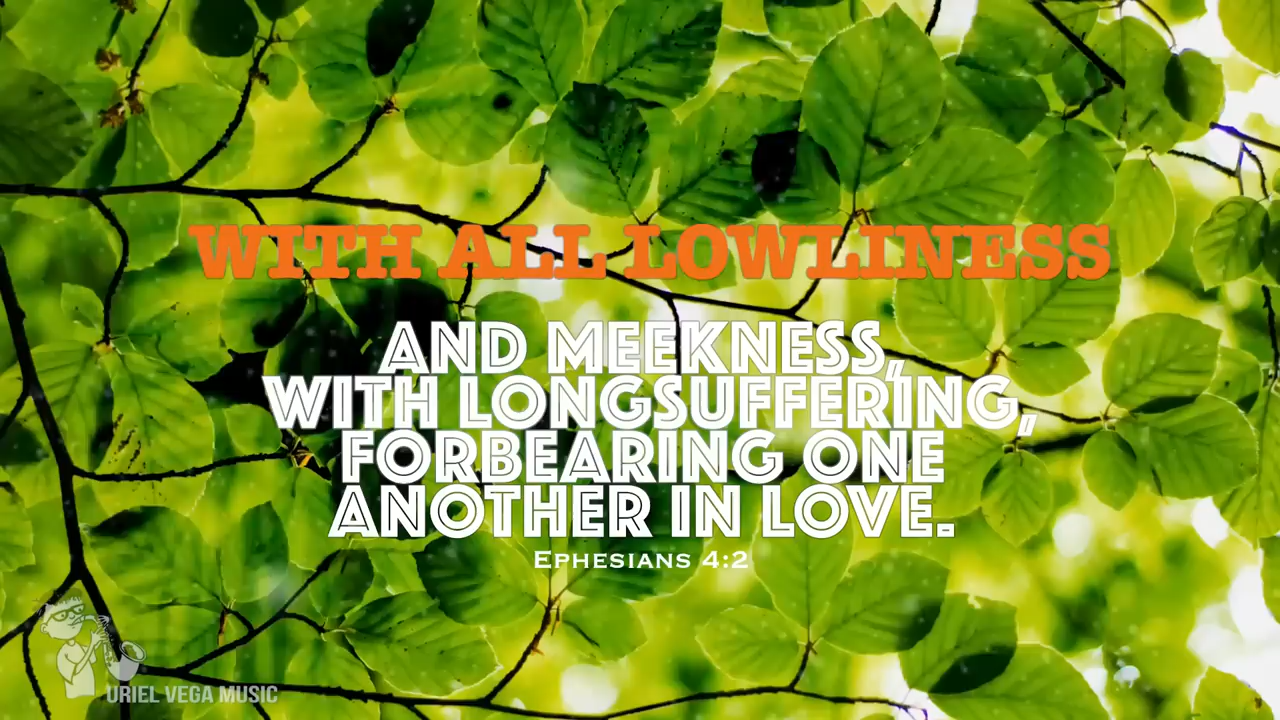 WITH ALL LOWLINESS
AND MEEKNESS,
WITH LONGSUFFERING,
FORBEARING ONE
ANOTHER IN LOVE.
EPHESIANS 4:2
URIEL VEGA MUSIC